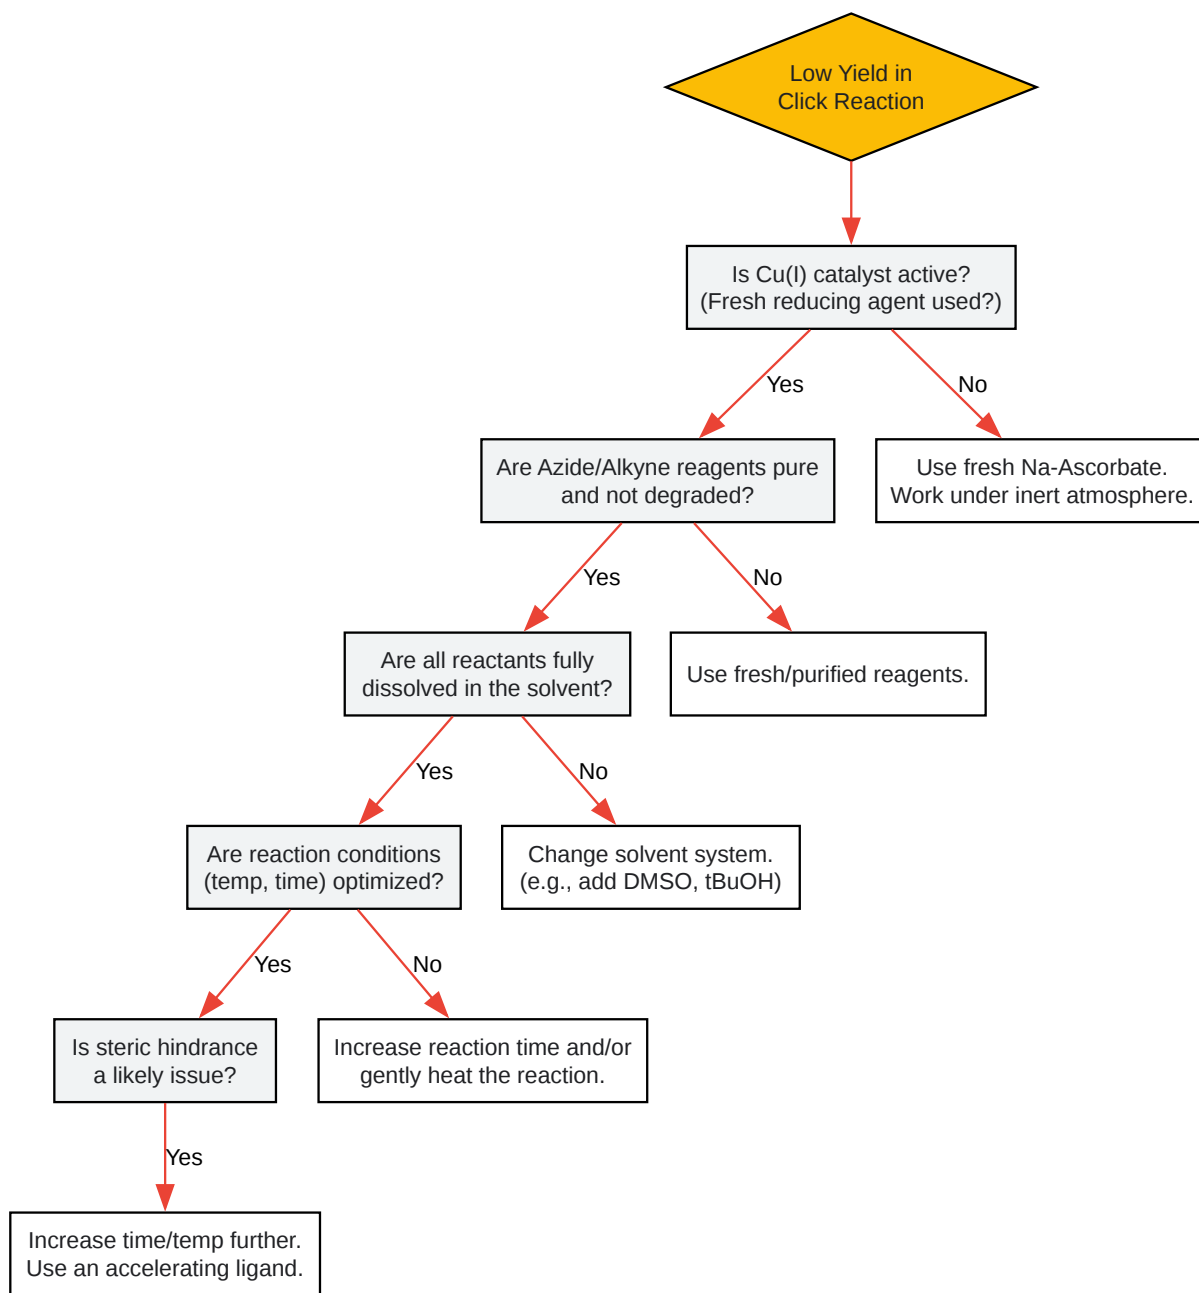 Low Yield in
Click Reaction
Is Cu(I) catalyst active?
(Fresh reducing agent used?)
Yes
No
Are Azide/Alkyne reagents pure
and not degraded?
Use fresh Na-Ascorbate.
Work under inert atmosphere.
Yes
No
Are all reactants fully
dissolved in the solvent?
Use fresh/purified reagents.
Yes
No
Are reaction conditions
(temp, time) optimized?
Change solvent system.
(e.g., add DMSO, tBuOH)
Yes
No
Is steric hindrance
a likely issue?
Increase reaction time and/or
gently heat the reaction.
Yes
Increase time/temp further.
Use an accelerating ligand.